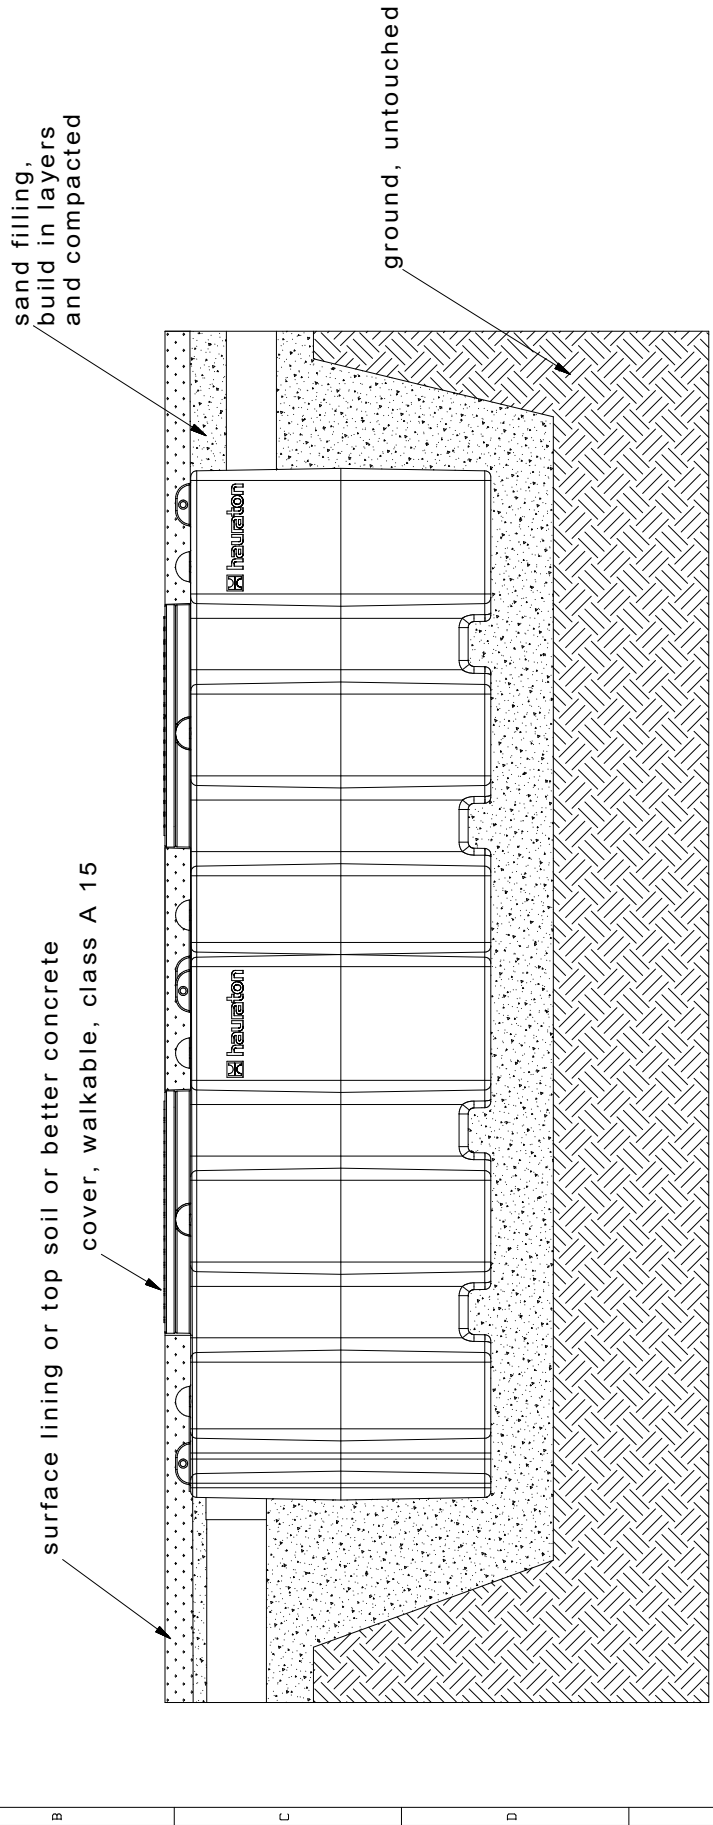 surface lining or top soil or better concrete
cover, walkable, class A 15
sand filling,
build in layers
and compacted
ground, untouched
hauraton
hauraton
B
C
D